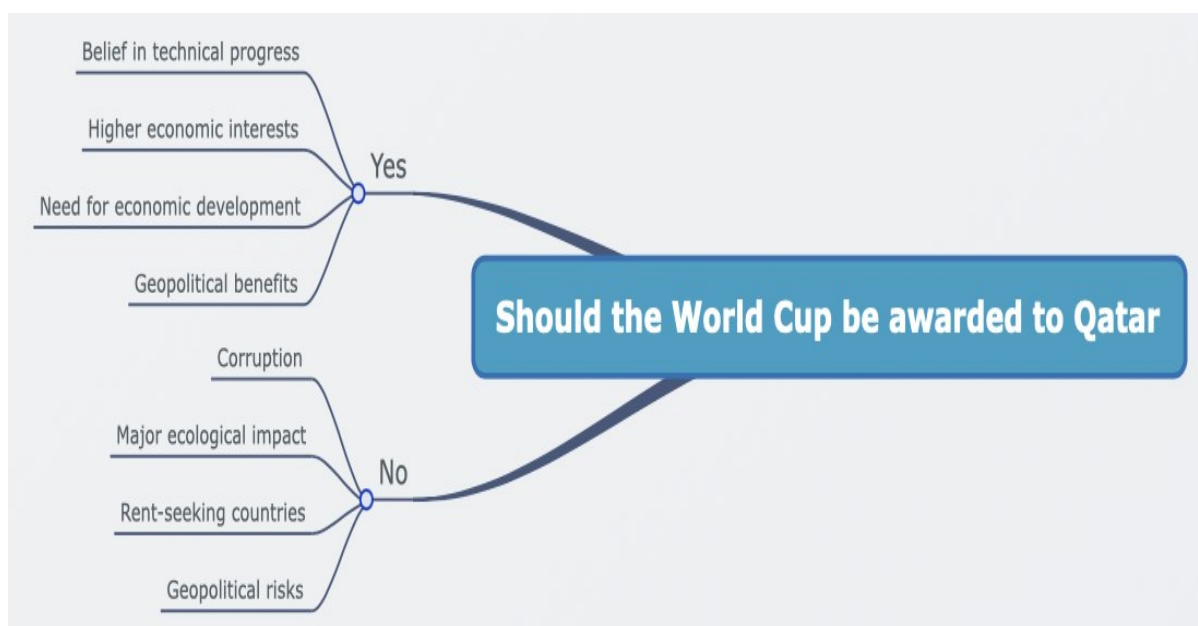 Belief in technical progress
Higher economic interests
Yes
Need for economic development
Geopolitical benefits
Should the World Cup be awarded to Qatar
Corruption
Major ecological impact
No
Rent-seeking countries
Geopolitical risks